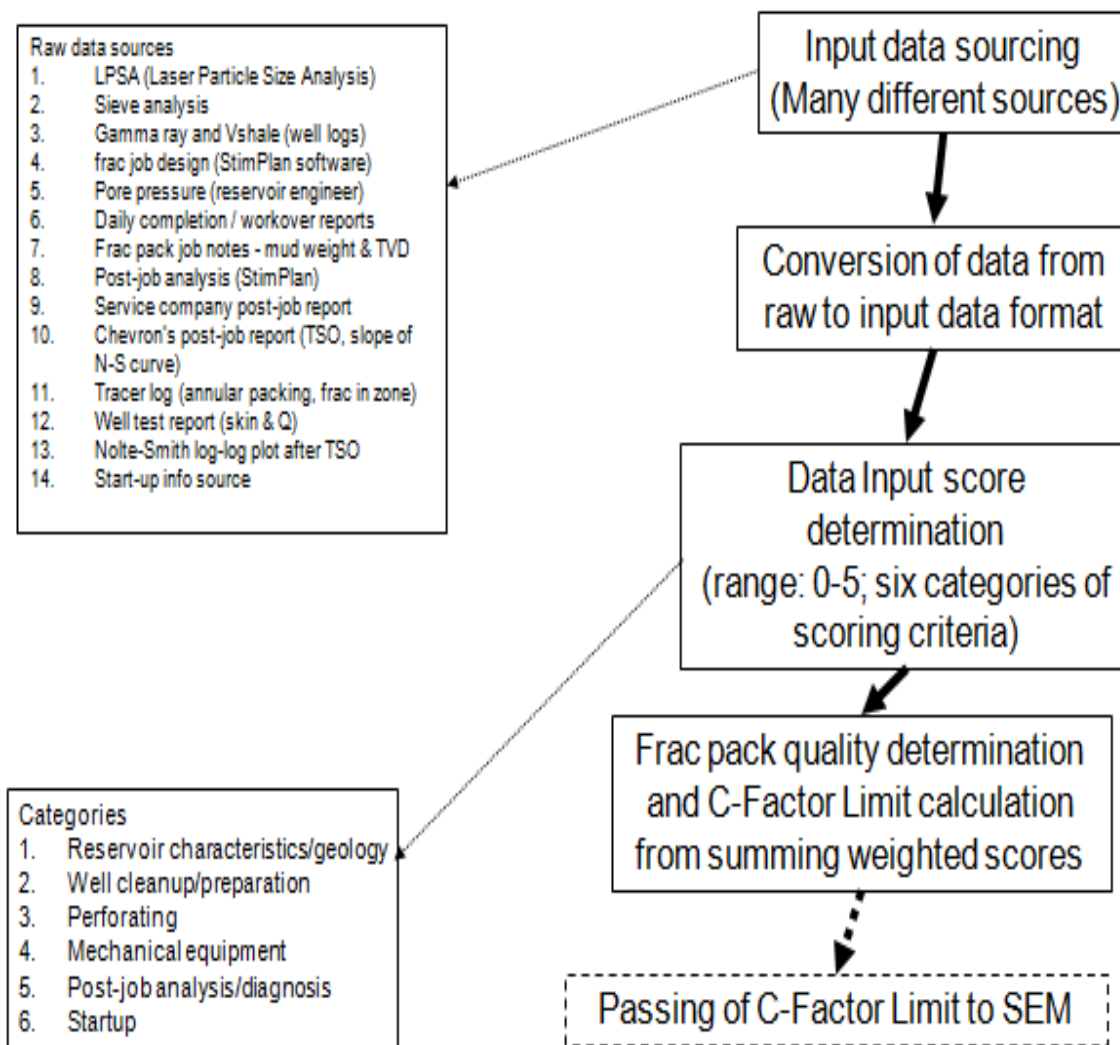 Raw data sources
1. LPSA (Laser Particle Size Analysis)
2. Sieve analysis
3. Gamma ray and Vshale (well logs)
4. frac job design (StimPlan software)
5. Pore pressure (reservoir engineer)
6. Daily completion / workover reports
7. Frac pack job notes - mud weight & TVD
8. Post-job analysis (StimPlan)
9. Service company post-job report
10. Chevron's post-job report (TSO, slope of
N-S curve)
11. Tracer log (annular packing, frac in zone)
12. Well test report (skin & Q)
13. Nolte-Smith log-log plot after TSO
14. Start-up info source
Input data sourcing
(Many different sources)
Conversion of data from
raw to input data format
Data Input score
determination
(range: 0-5; six categories of
scoring criteria)
Categories
1. Reservoir characteristics/geology
2. Well cleanup/preparation
3. Perforating
4. Mechanical equipment
5. Post-job analysis/diagnosis
6. Startup
Frac pack quality determination
and C-Factor Limit calculation
from summing weighted scores
Passing of C-Factor Limit to SEM